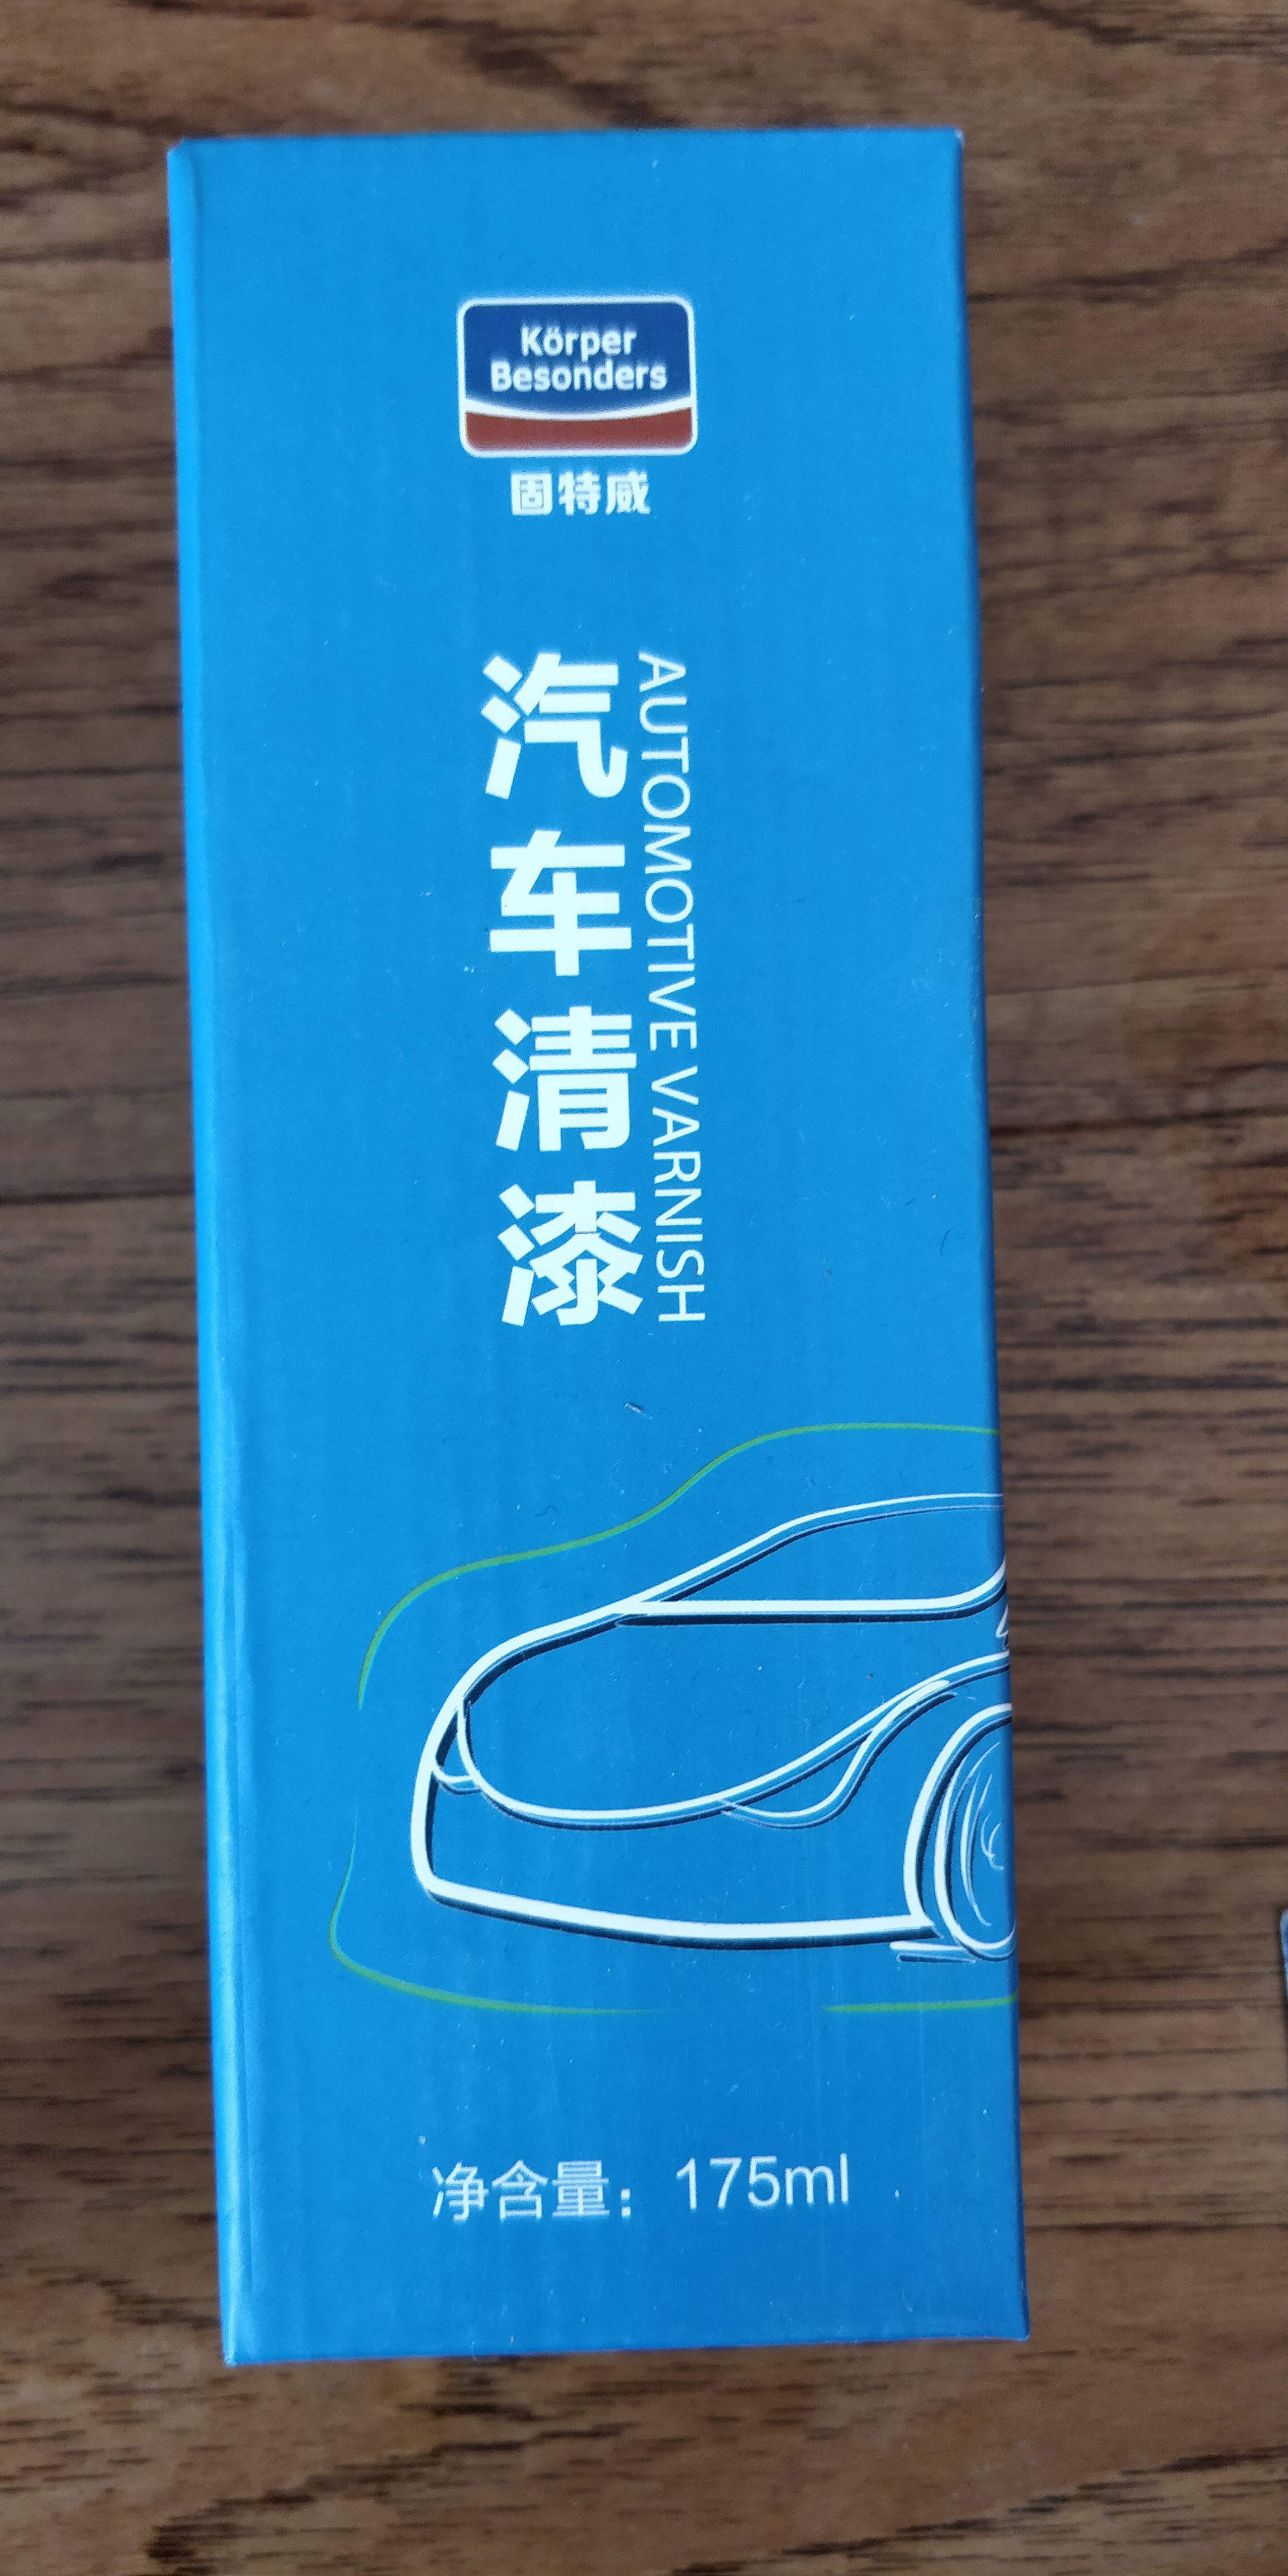 Körper
Besonders
固特威
汽车清漆
AUTOMOTIVE VARNISH
净含量：175ml